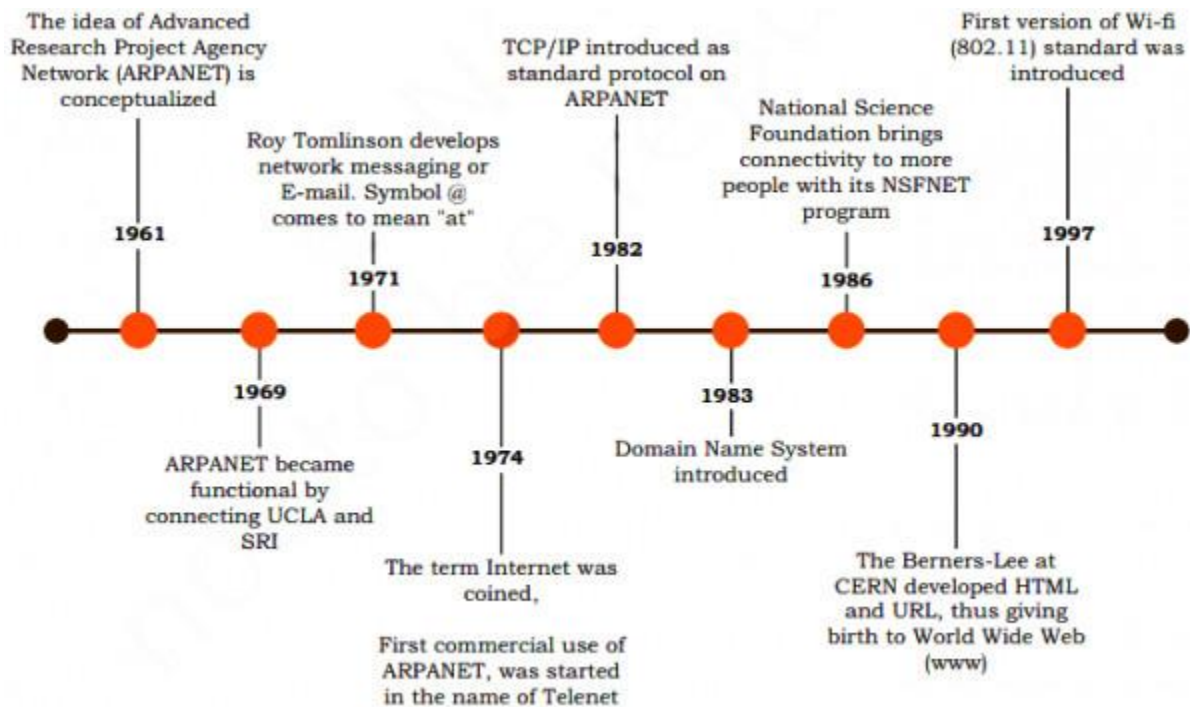 The idea of Advanced
Research Project Agency
Network (ARPANET) is
conceptualized
1961
1969
ARPANET became
functional by
connecting UCLA and
SRI
Roy Tomlinson develops
network messaging or
E-mail. Symbol @
comes to mean "at"
1971
1974
The term Internet was
coined,
First commercial use of
ARPANET, was started
in the name of Telenet
TCP/IP introduced as
standard protocol on
ARPANET
1982
1983
Domain Name System
introduced
National Science
Foundation brings
connectivity to more
people with its NSFNET
program
1986
1990
The Berners-Lee at
CERN developed HTML
and URL, thus giving
birth to World Wide Web
(www)
First version of Wi-fi
(802.11) standard was
introduced
1997